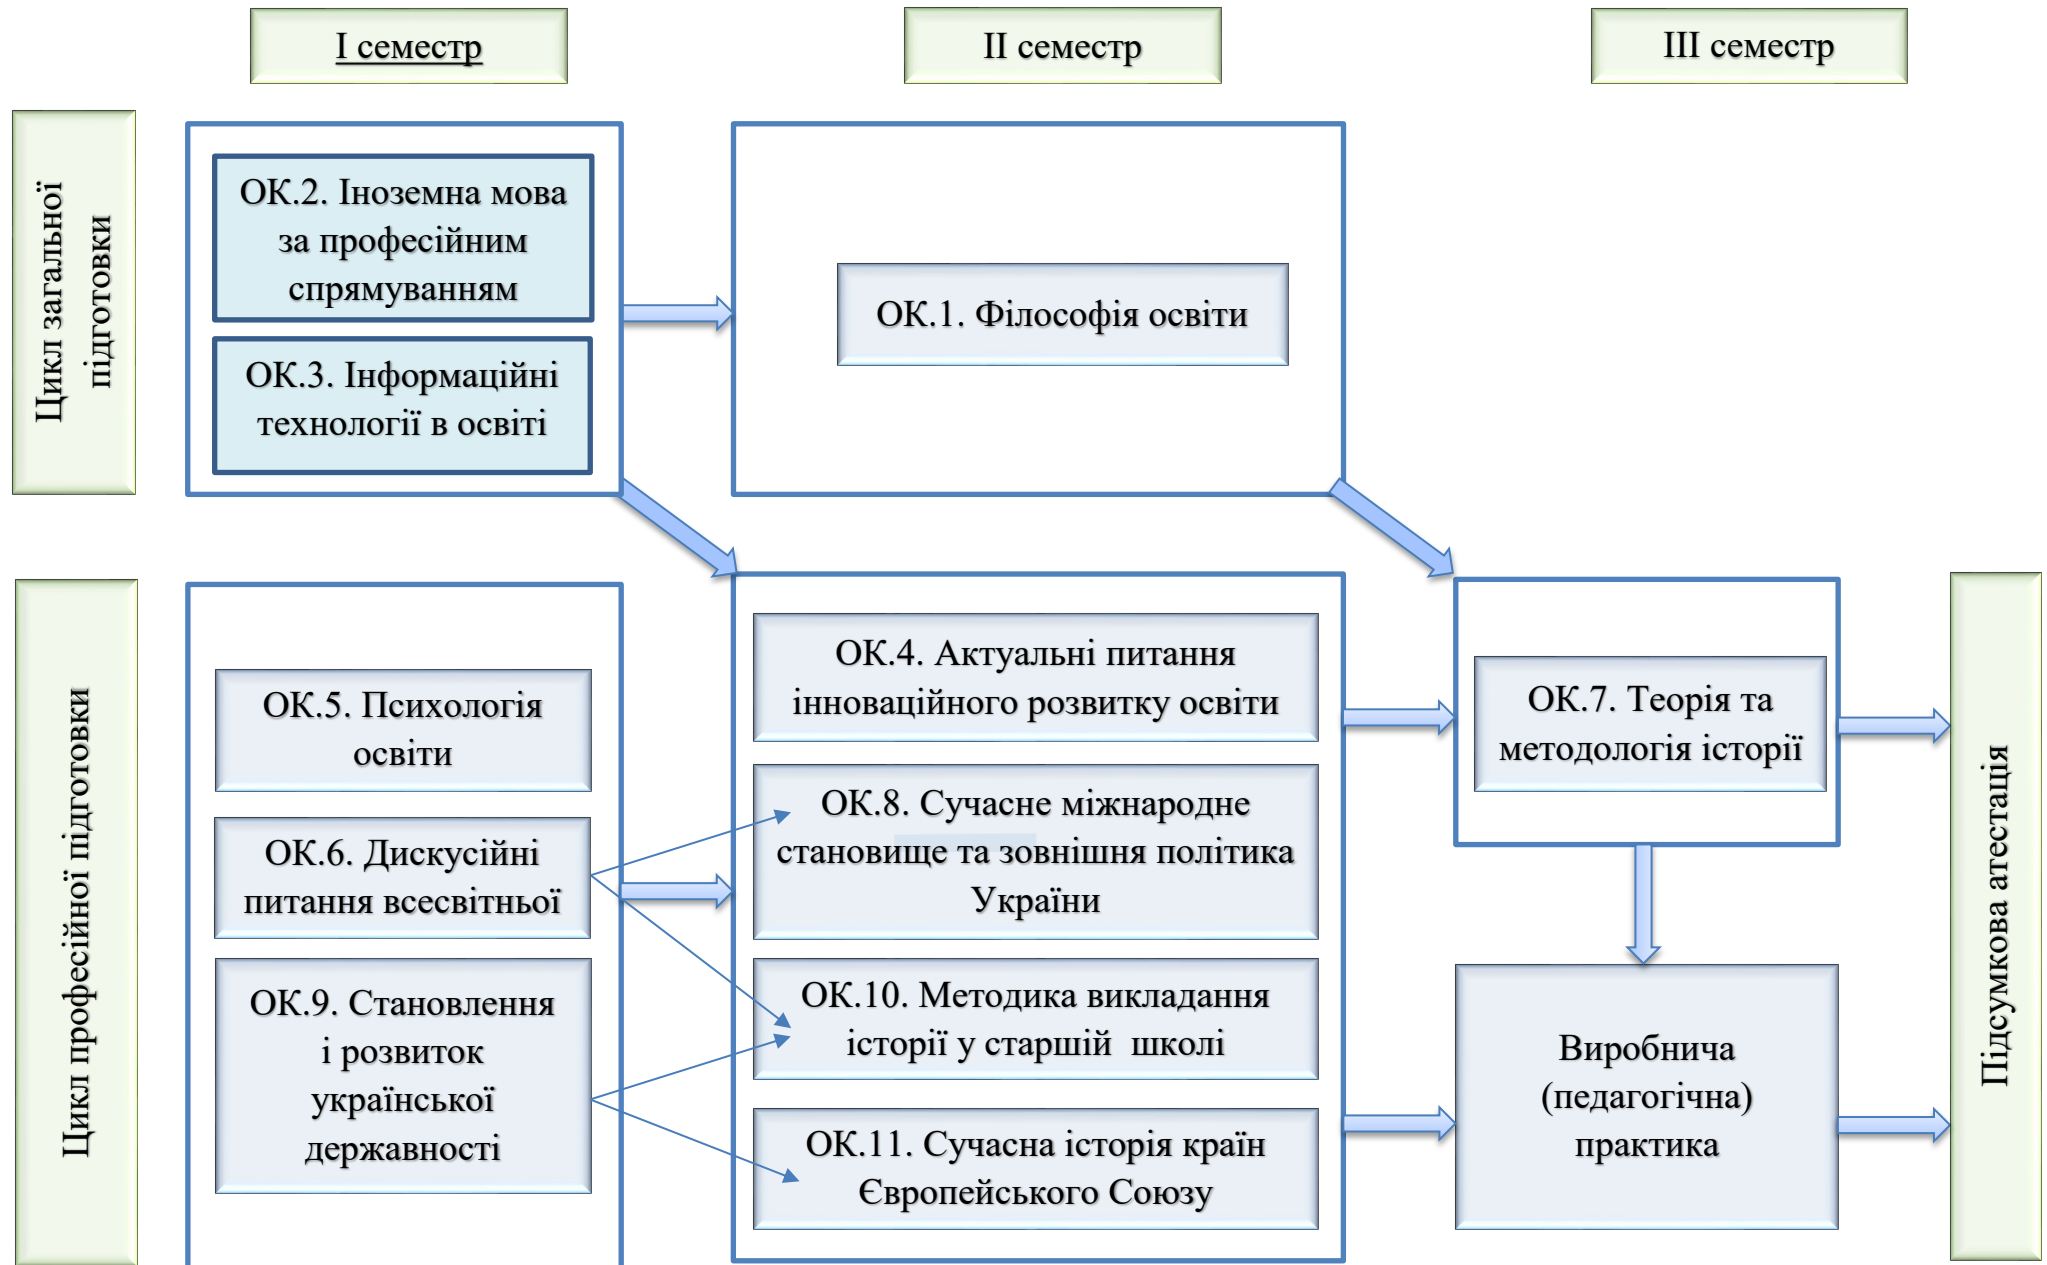 І семестр
ІІ семестр
ІІІ семестр
Цикл загальної
підготовки
ОК.2. Іноземна мова
за професійним
спрямуванням
ОК.3. Інформаційні
технології в освіті
ОК.1. Філософія освіти
Цикл професійної підготовки
ОК.5. Психологія
освіти
ОК.6. Дискусійні
питання всесвітньої
ОК.9. Становлення
і розвиток
української
державності
ОК.4. Актуальні питання
інноваційного розвитку освіти
ОК.8. Сучасне міжнародне
становище та зовнішня політика
України
ОК.10. Методика викладання
історії у старшій  школі
ОК.11. Сучасна історія країн
Європейського Союзу
ОК.7. Теорія та
методологія історії
Виробнича
(педагогічна)
практика
Підсумкова атестація